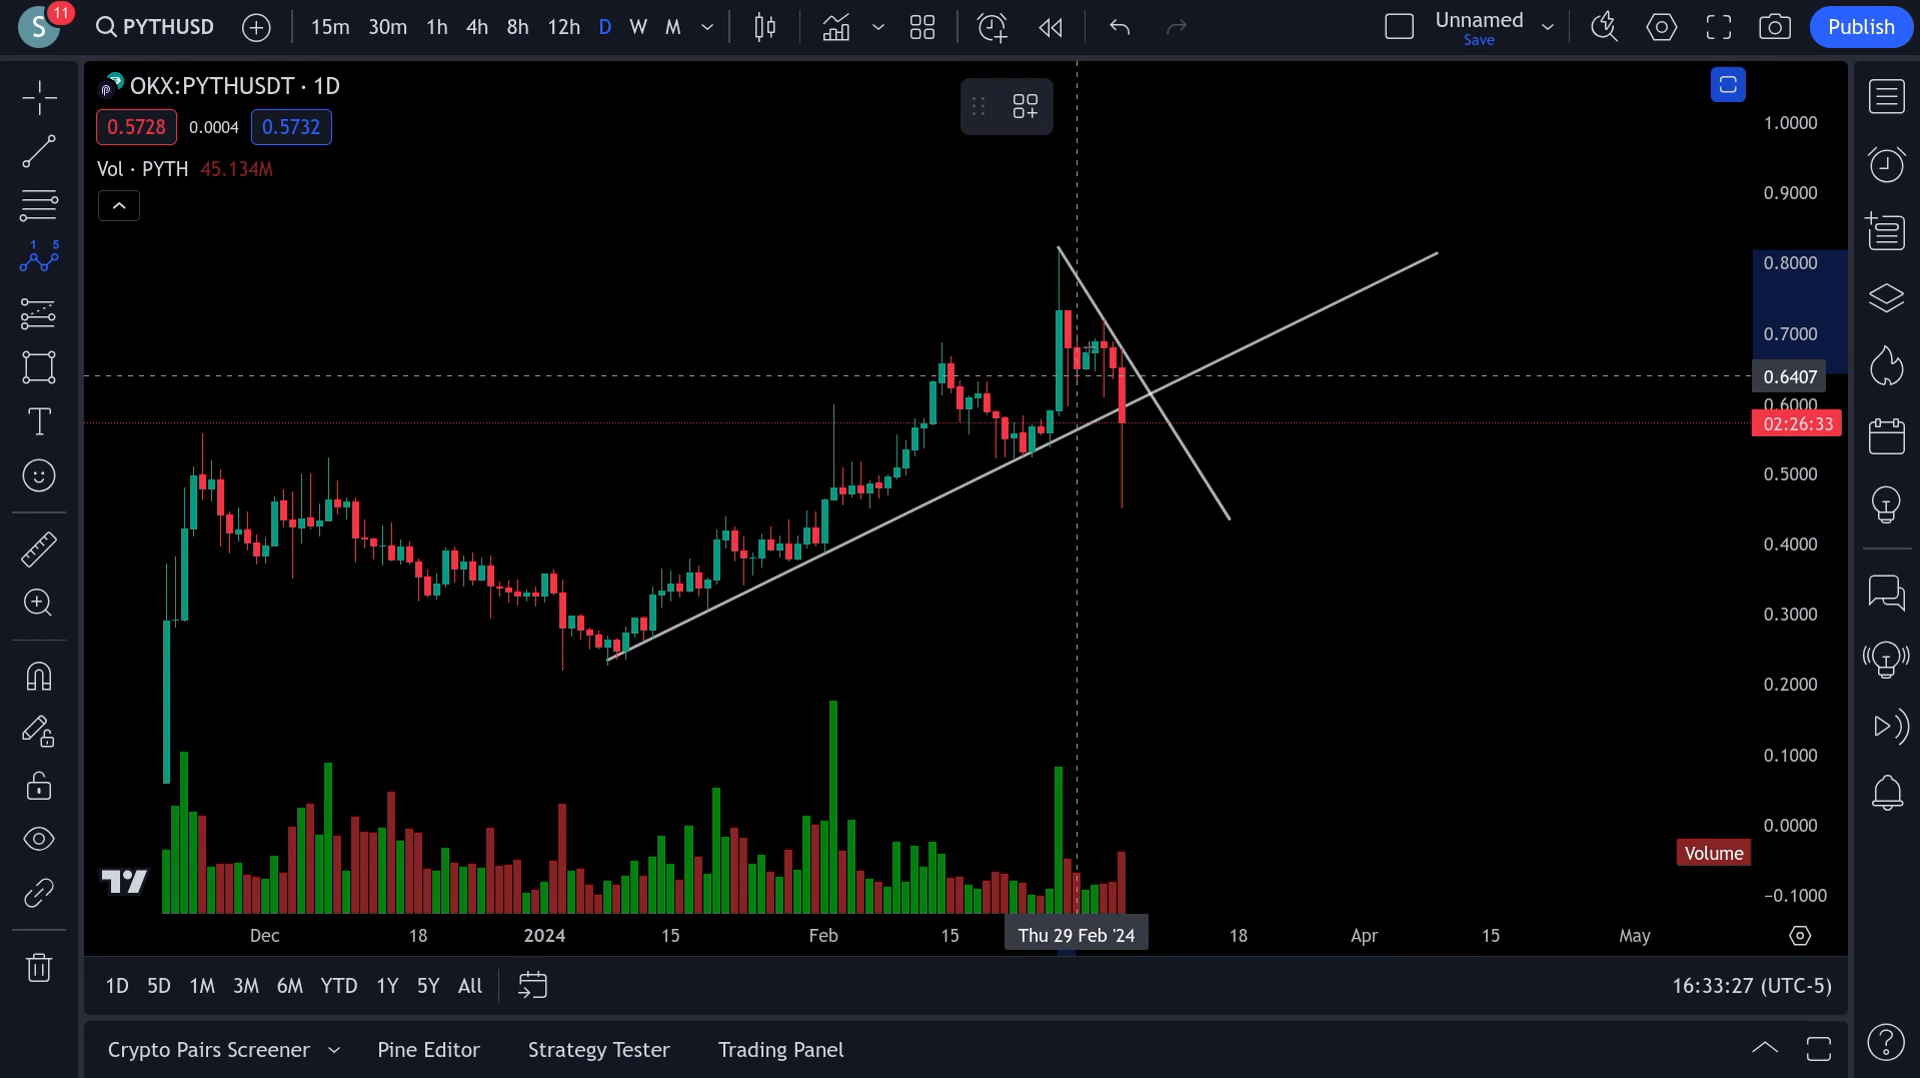 S 11 PYTHUSD 15m 30m 1h 4h 8h 12h D W M Unnamed Publish
Save
OKX:PYTHUSDT · 1D
0.5728 0.0004 0.5732
Vol · PYTH 45.134M
1 5
T
1.0000
0.9000
0.8000
0.7000
0.6407
0.6000
02:26:33
0.5000
0.4000
0.3000
0.2000
0.1000
0.0000
Volume
−0.1000
Dec 18 2024 15 Feb 15 Thu 29 Feb '24 18 Apr 15 May
1D 5D 1M 3M 6M YTD 1Y 5Y All 16:33:27 (UTC-5)
Crypto Pairs Screener Pine Editor Strategy Tester Trading Panel